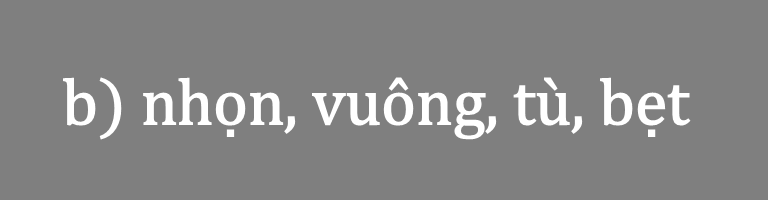 b) nhọn, vuông, tù, bẹt